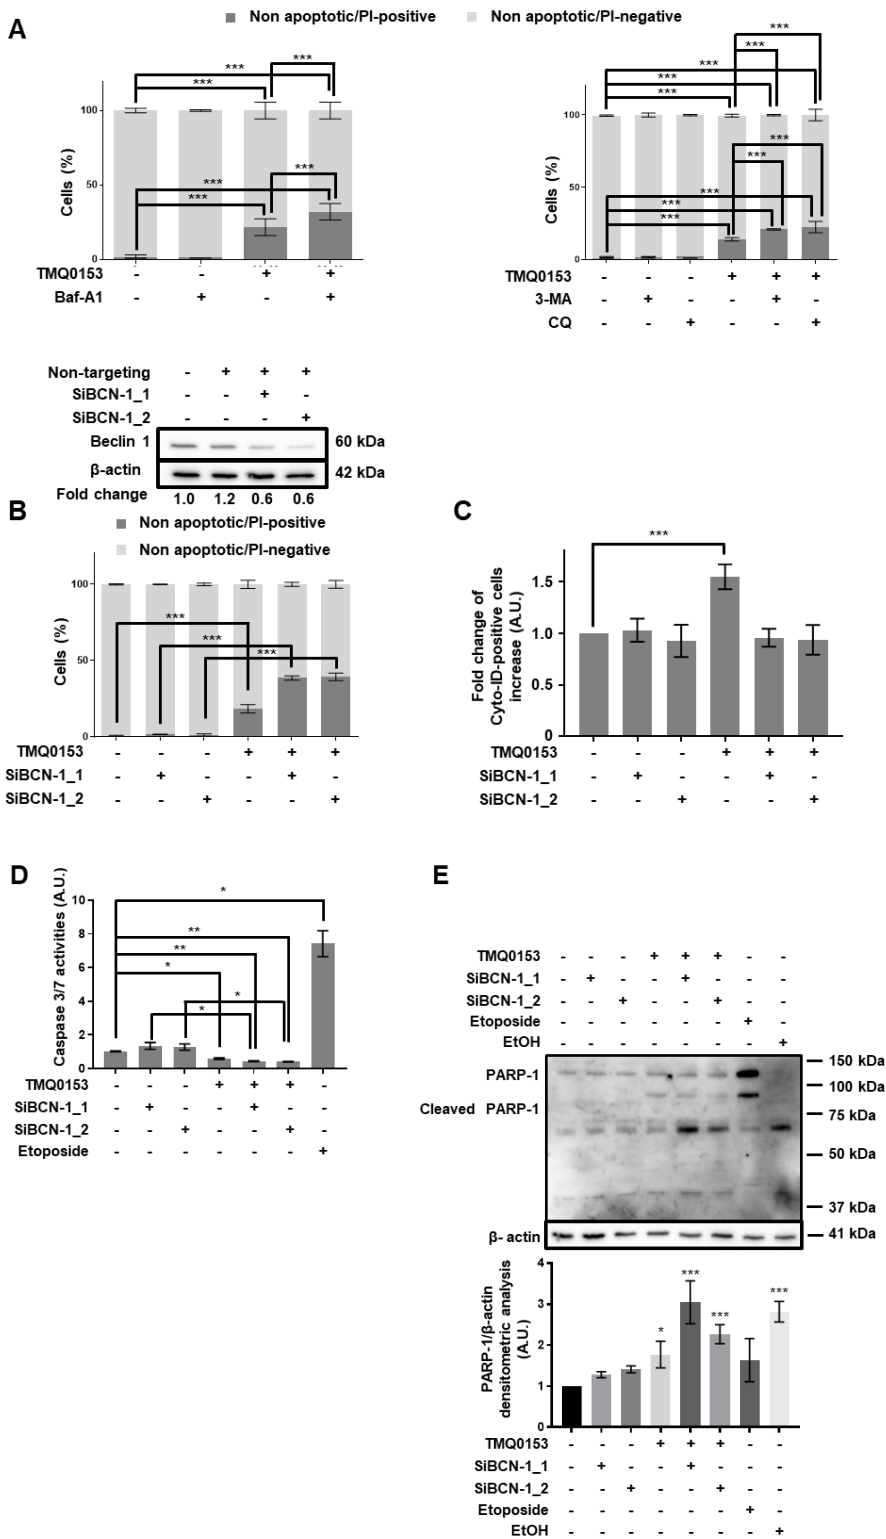 Non apoptotic/PI-positive Non apoptotic/PI-negative
A
*** *** *** ***
*** *** *** ***
Cells (%)
100
50
0
TMQ0153 - - + +
Baf-A1 - + - +
*** *** *** *** ***
*** *** *** *** ***
Cells (%)
100
50
0
TMQ0153 - - - + + +
3-MA - + - - + -
CQ - - + - - +
Non-targeting - + + +
SiBCN-1_1 - - + -
SiBCN-1_2 - - - +
Beclin 1 60 kDa
β-actin 42 kDa
Fold change 1.0 1.2 0.6 0.6
B
Non apoptotic/PI-positive
Non apoptotic/PI-negative
*** *** ***
Cells (%)
100
50
0
TMQ0153 - - - + + +
SiBCN-1_1 - + - - + -
SiBCN-1_2 - - + - - +
C
***
Fold change of
Cyto-ID-positive cells
increase (A.U.)
1.5
1.0
0.5
0
TMQ0153 - - - + + +
SiBCN-1_1 - + - - + -
SiBCN-1_2 - - + - - +
D
Caspase 3/7 activities (A.U.)
10
8
6
4
2
0
*
**
**
*
*
*
TMQ0153 - - - + + + -
SiBCN-1_1 - + - - + - -
SiBCN-1_2 - - + - - + -
Etoposide - - - - - - +
E
TMQ0153 - - - + + + - -
SiBCN-1_1 - + - - + - - -
SiBCN-1_2 - - + - - + - -
Etoposide - - - - - - + -
EtOH - - - - - - - +
PARP-1
Cleaved PARP-1
150 kDa
100 kDa
75 kDa
50 kDa
37 kDa
β- actin 41 kDa
PARP-1/β-actin
densitometric analysis
(A.U.)
4
3
2
1
0
* *** *** ***
TMQ0153 - - - + + + - -
SiBCN-1_1 - + - - + - - -
SiBCN-1_2 - - + - - + - -
Etoposide - - - - - - + -
EtOH - - - - - - - +